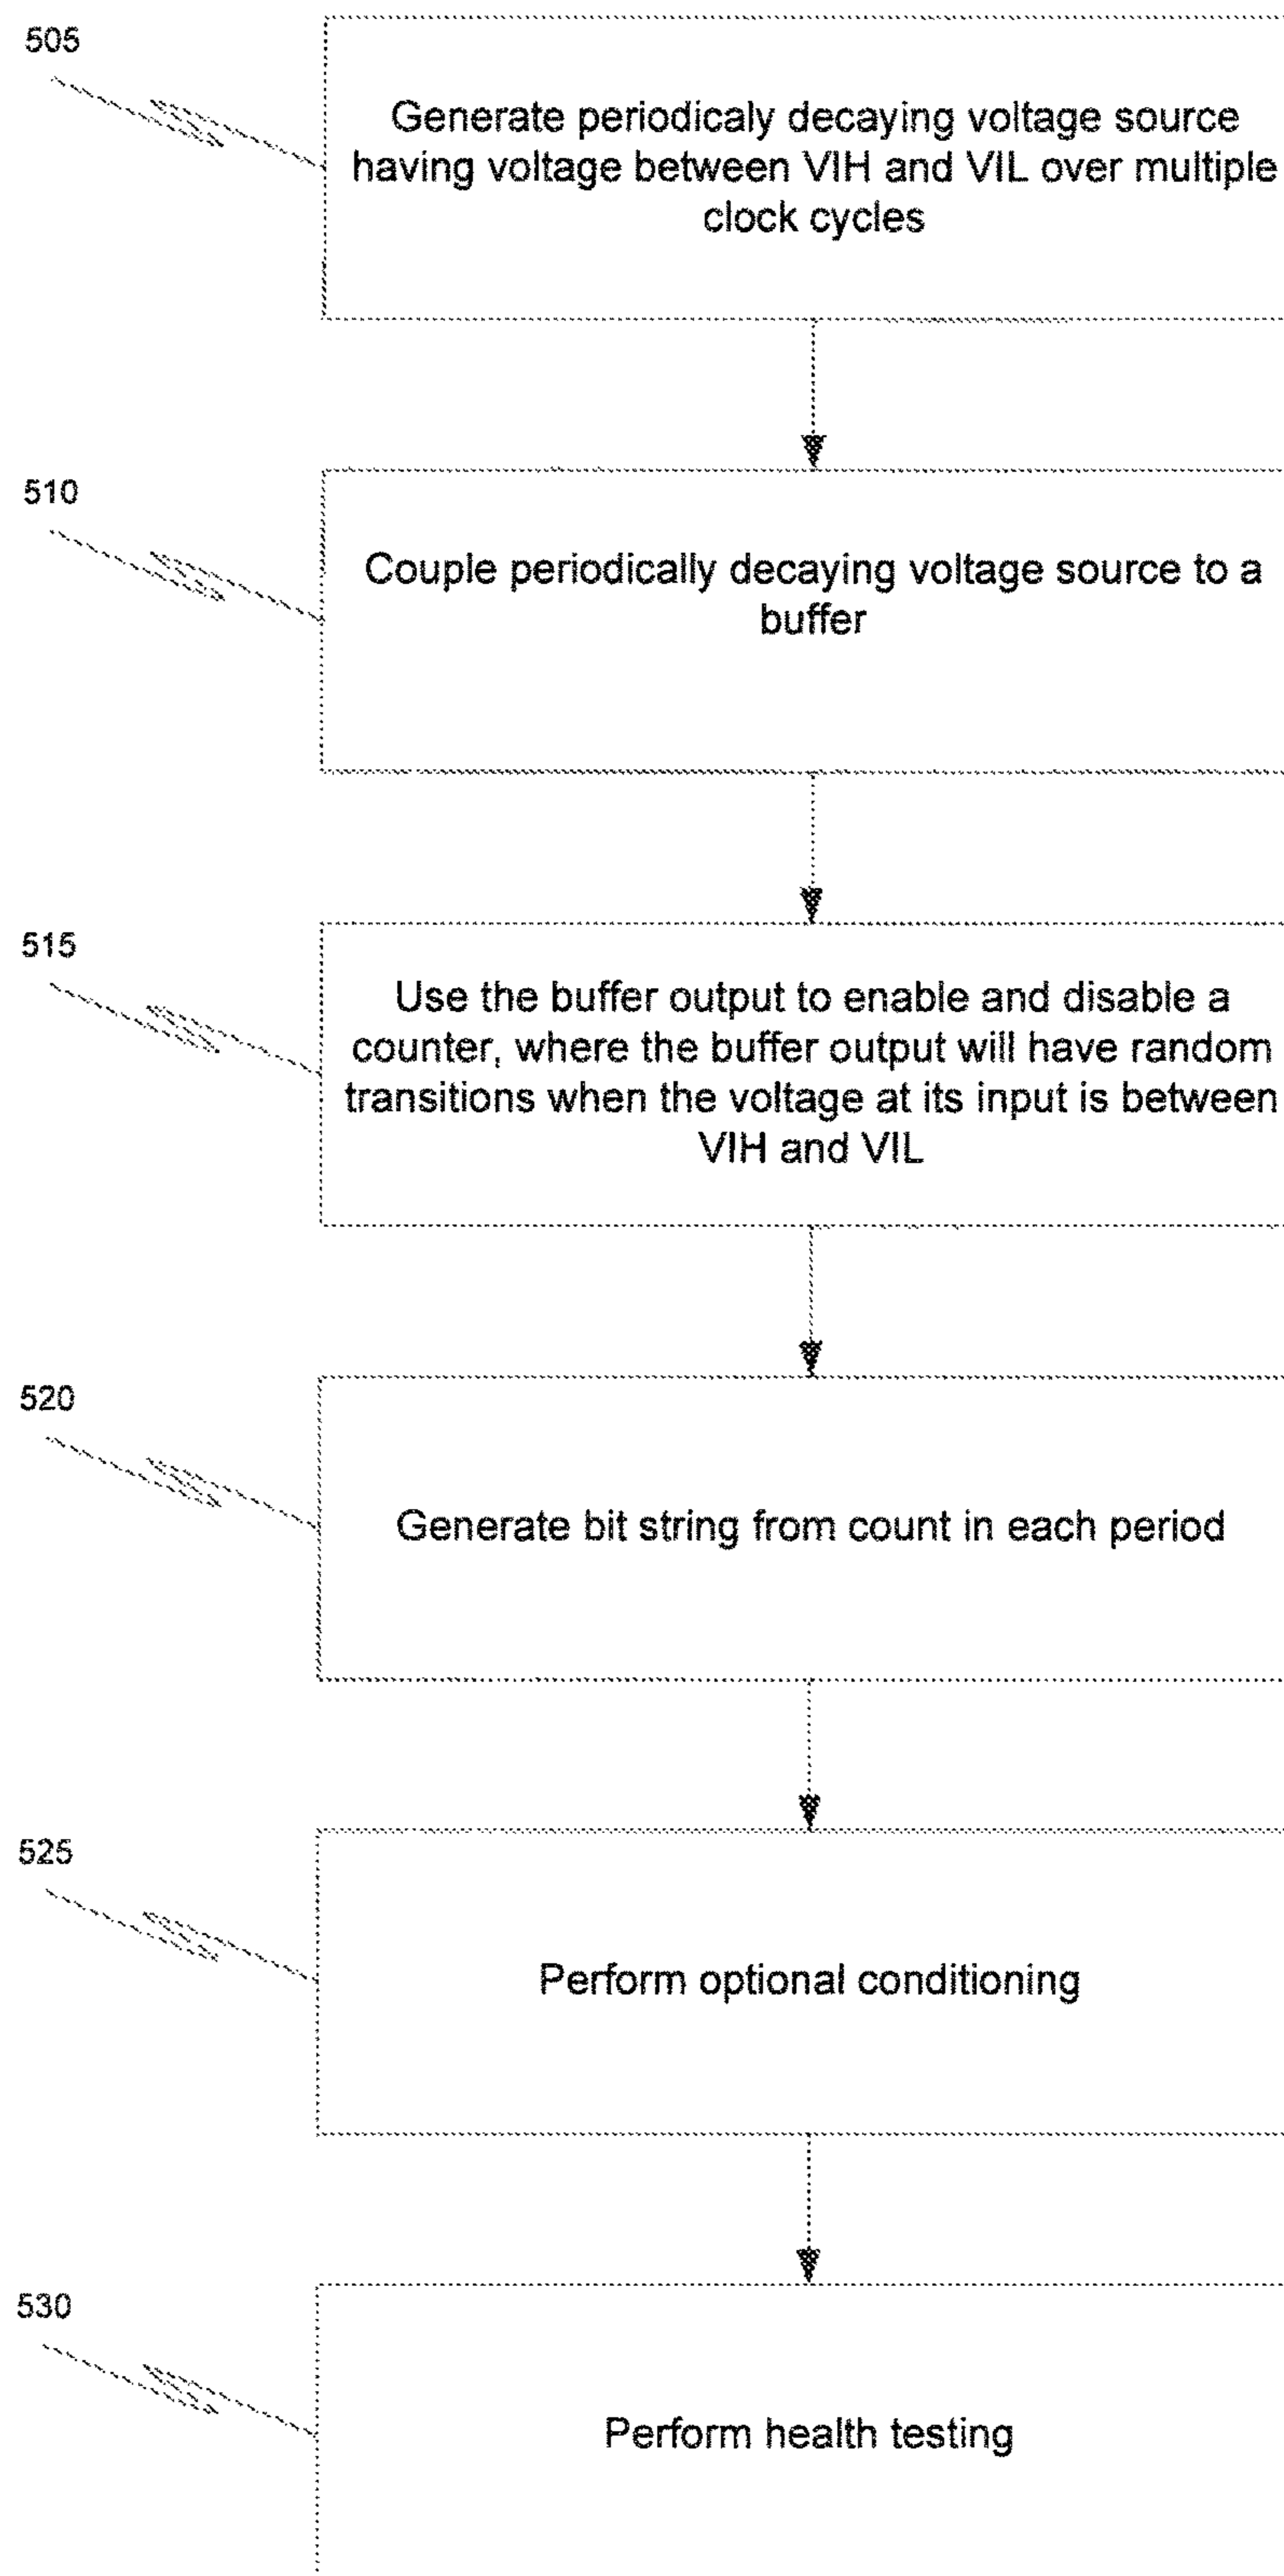 505
Generate periodicaly decaying voltage source
having voltage between VIH and VIL over multiple
clock cycles
510
Couple periodically decaying voltage source to a
buffer
515
Use the buffer output to enable and disable a
counter, where the buffer output will have random
transitions when the voltage at its input is between
VIH and VIL
520
Generate bit string from count in each period
525
Perform optional conditioning
530
Perform health testing